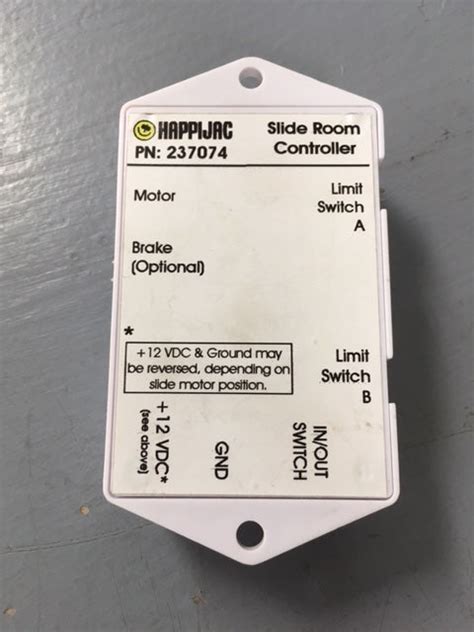 HAPPIJAC
PN: 237074
Slide Room
Controller
Motor
Limit
Switch
A
Brake
(Optional)
*
+12 VDC & Ground may
be reversed, depending on
slide motor position.
Limit
Switch
B
+12 VDC*
(see above)
GND
IN/OUT
SWITCH